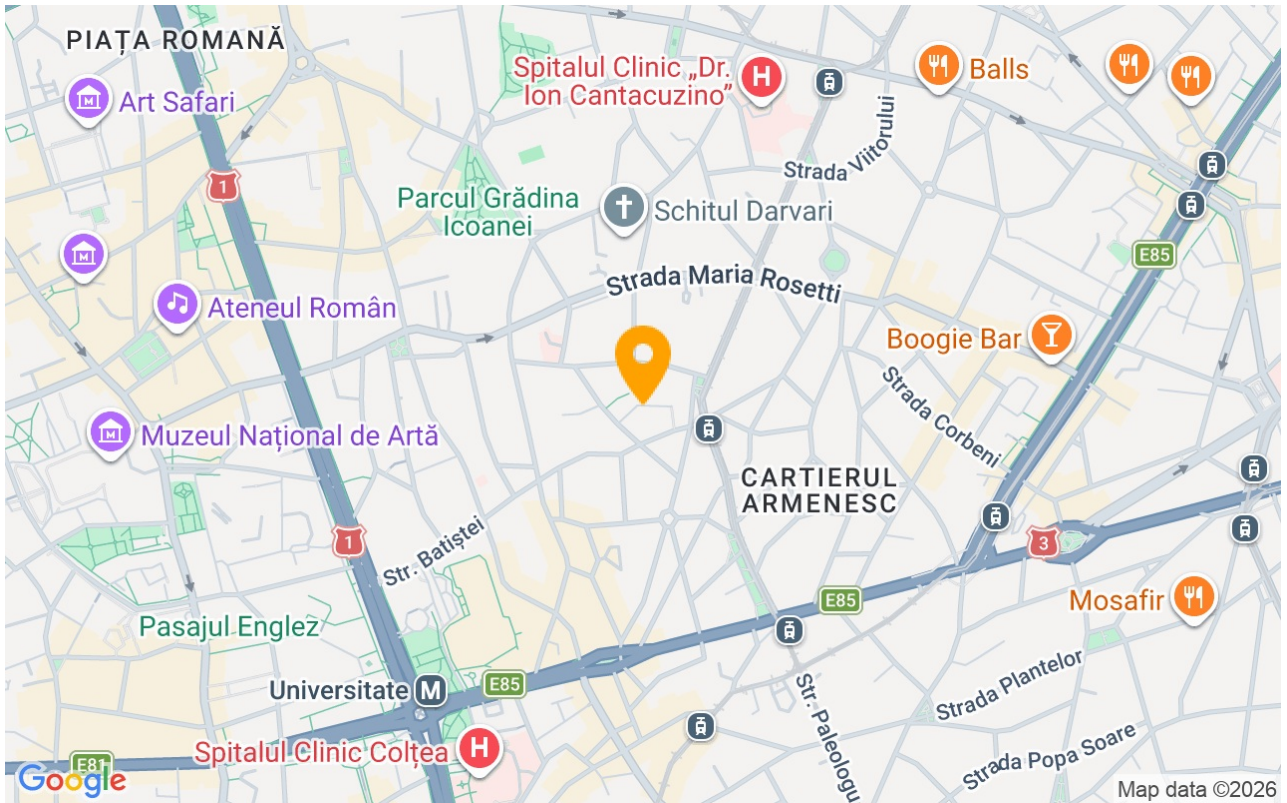 PIAȚA ROMANĂ
Art Safari
1
Spitalul Clinic „Dr.
Ion Cantacuzino”
H
Balls
Strada Viitorului
Parcul Grădina
Icoanei
Schitul Darvari
E85
Strada Maria Rosetti
Ateneul Român
Boogie Bar
Strada Corbeni
Muzeul Național de Artă
CARTIERUL
ARMENESC
1
Str. Batiștei
3
E85
Mosafir
Pasajul Englez
Universitate M
E85
Strada Plantelor
Str. Paleologu
Spitalul Clinic Colțea H
Strada Popa Soare
E81
Google
Map data ©2026